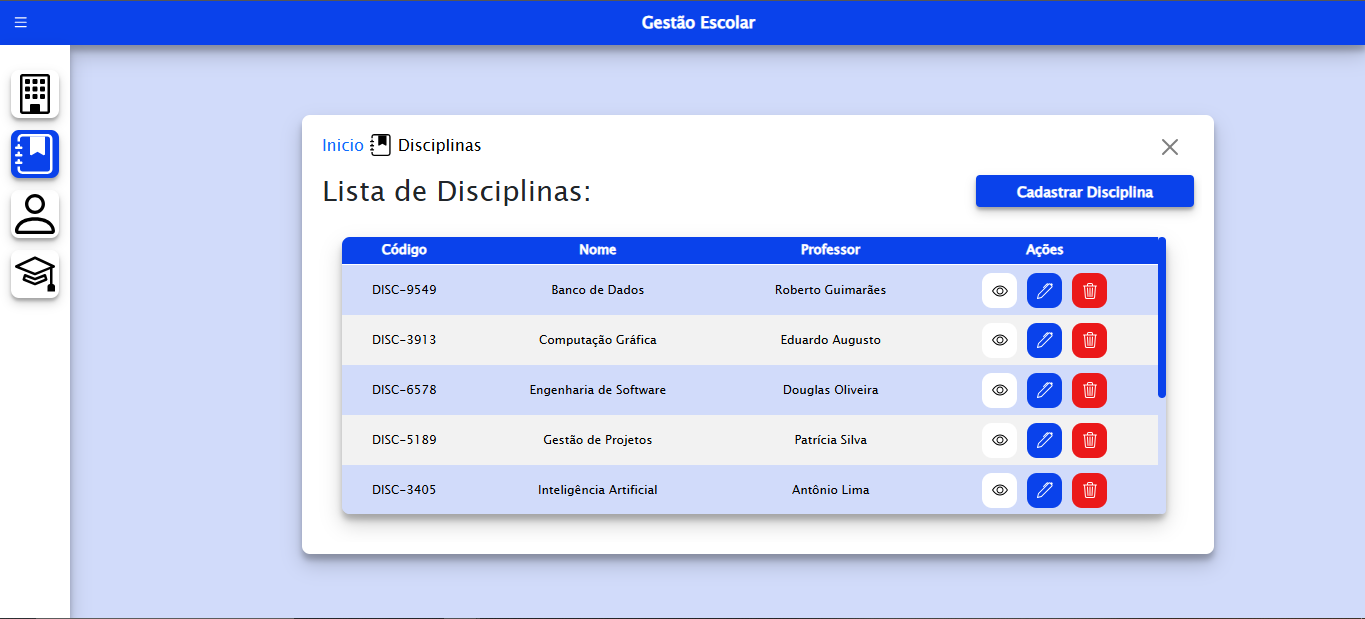 Gestão Escolar
Inicio Disciplinas
Lista de Disciplinas:
Cadastrar Disciplina
Código Nome Professor Ações
DISC-9549 Banco de Dados Roberto Guimarães
DISC-3913 Computação Gráfica Eduardo Augusto
DISC-6578 Engenharia de Software Douglas Oliveira
DISC-5189 Gestão de Projetos Patrícia Silva
DISC-3405 Inteligência Artificial Antônio Lima